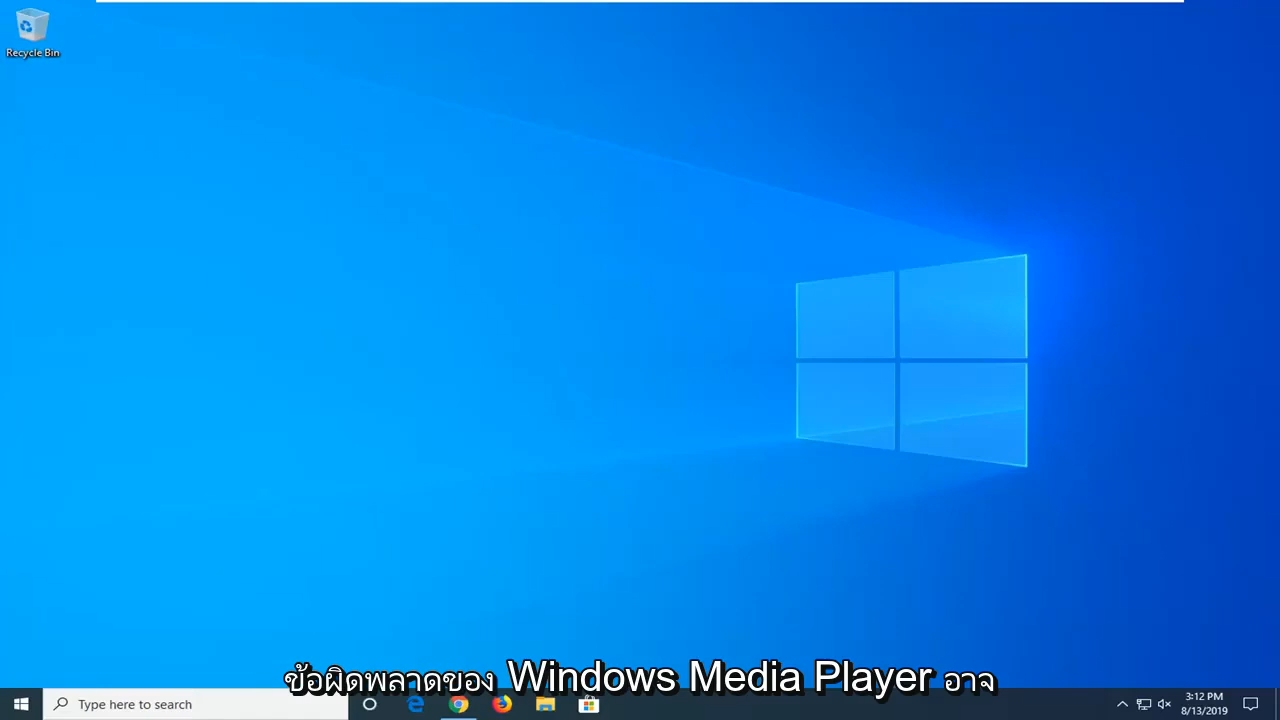 Recycle Bin
ข้อผิดพลาดของ Windows Media Player อาจ
Type here to search
3:12 PM
8/13/2019